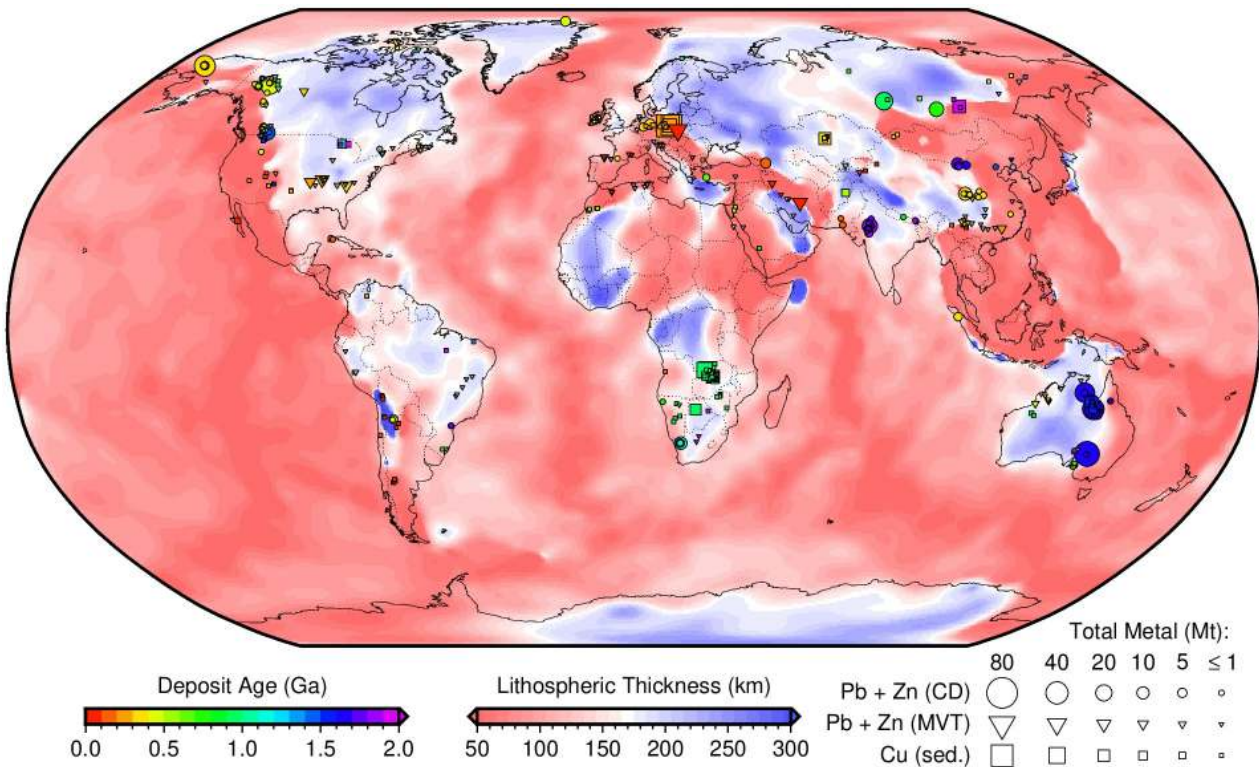 Total Metal (Mt):
Deposit Age (Ga)
Lithospheric Thickness (km)
80 40 20 10 5 ≤ 1
Pb + Zn (CD)
Pb + Zn (MVT)
Cu (sed.)
0.0 0.5 1.0 1.5 2.0
50 100 150 200 250 300